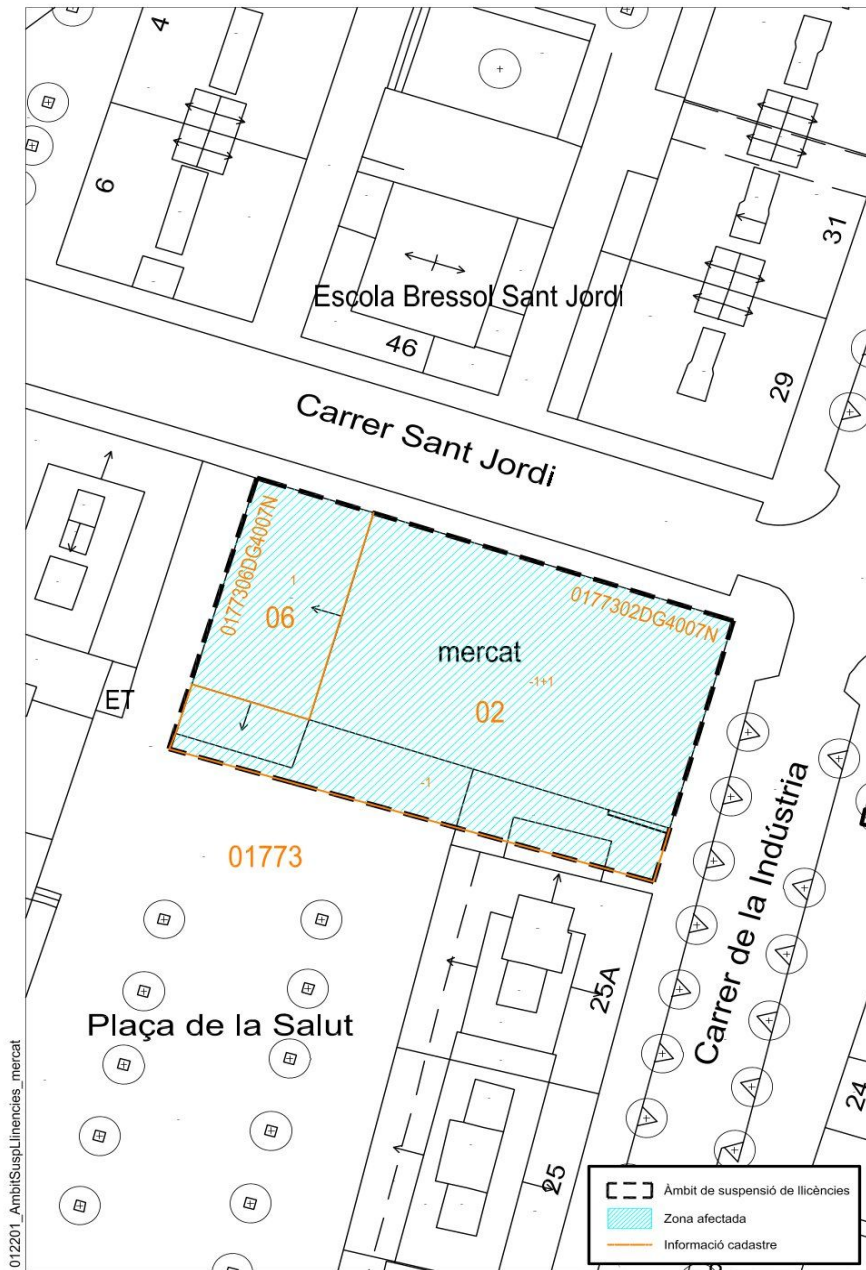 4
6
31
Escola Bressol Sant Jordi
46
29
Carrer Sant Jordi
0177306DG4007N
1
06
0177302DG4007N
mercat
-1+1
02
ET
-1
01773
Carrer de la Indústria
25A
Plaça de la Salut
24
25
Àmbit de suspensió de llicències
Zona afectada
Informació cadastre
012201_AmbitSuspLlinencies_mercat